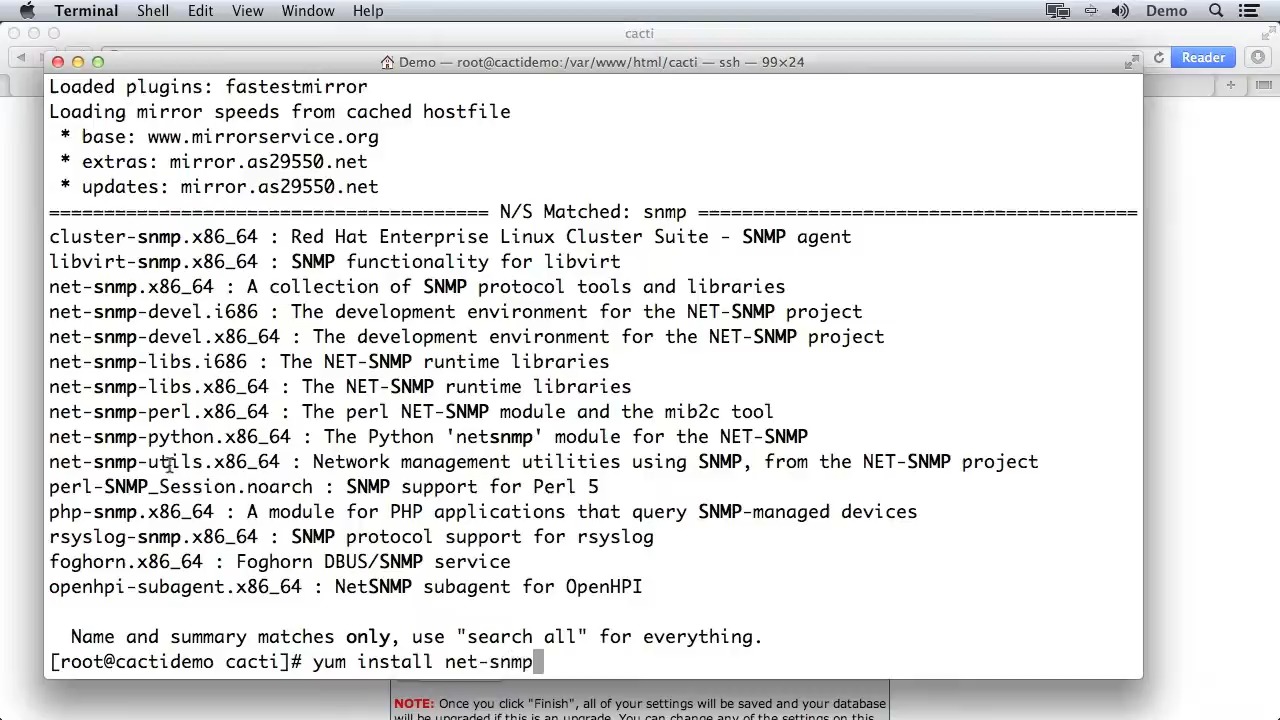 Terminal Shell Edit View Window Help Demo
cacti
Demo — root@cactidemo:/var/www/html/cacti — ssh — 99×24
Reader
Loaded plugins: fastestmirror
Loading mirror speeds from cached hostfile
* base: www.mirrorservice.org
* extras: mirror.as29550.net
* updates: mirror.as29550.net
======================================== N/S Matched: snmp ========================================
cluster-snmp.x86_64 : Red Hat Enterprise Linux Cluster Suite - SNMP agent
libvirt-snmp.x86_64 : SNMP functionality for libvirt
net-snmp.x86_64 : A collection of SNMP protocol tools and libraries
net-snmp-devel.i686 : The development environment for the NET-SNMP project
net-snmp-devel.x86_64 : The development environment for the NET-SNMP project
net-snmp-libs.i686 : The NET-SNMP runtime libraries
net-snmp-libs.x86_64 : The NET-SNMP runtime libraries
net-snmp-perl.x86_64 : The perl NET-SNMP module and the mib2c tool
net-snmp-python.x86_64 : The Python 'netsnmp' module for the NET-SNMP
net-snmp-utils.x86_64 : Network management utilities using SNMP, from the NET-SNMP project
perl-SNMP_Session.noarch : SNMP support for Perl 5
php-snmp.x86_64 : A module for PHP applications that query SNMP-managed devices
rsyslog-snmp.x86_64 : SNMP protocol support for rsyslog
foghorn.x86_64 : Foghorn DBUS/SNMP service
openhpi-subagent.x86_64 : NetSNMP subagent for OpenHPI
Name and summary matches only, use "search all" for everything.
[root@cactidemo cacti]# yum install net-snmp
NOTE: Once you click "Finish", all of your settings will be saved and your database
will be upgraded if this is an upgrade. You can change any of the settings on this